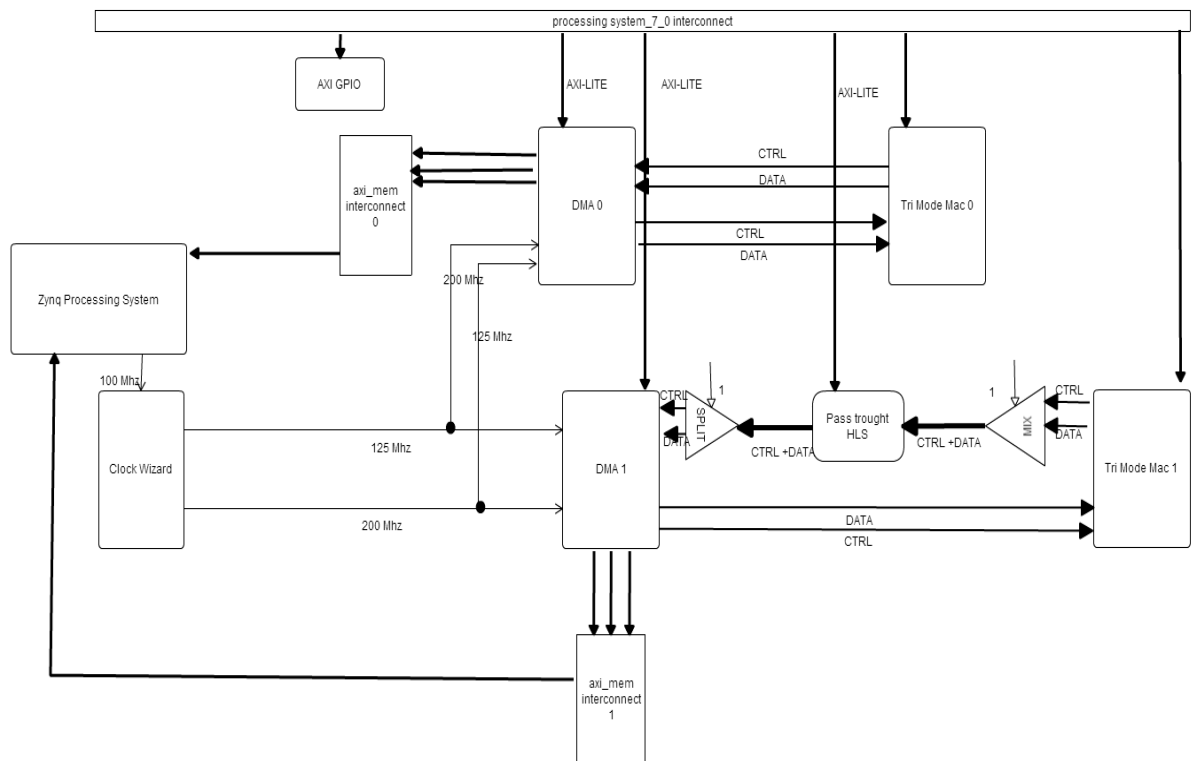 processing system_7_0 interconnect
AXI GPIO
AXI-LITE
AXI-LITE
AXI-LITE
axi_mem
interconnect
0
DMA 0
CTRL
DATA
CTRL
DATA
Tri Mode Mac 0
Zynq Processing System
200 Mhz
125 Mhz
100 Mhz
Clock Wizard
125 Mhz
200 Mhz
DMA 1
CTRL
DATA
SPLIT
1
CTRL +DATA
Pass trought
HLS
CTRL +DATA
1
MIX
CTRL
DATA
Tri Mode Mac 1
DATA
CTRL
axi_mem
interconnect
1